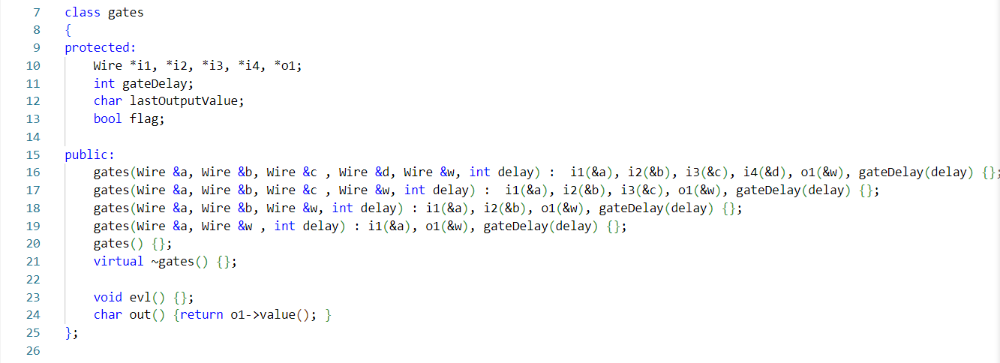 7 class gates
8 {
9 protected:
10 Wire *i1, *i2, *i3, *i4, *o1;
11 int gateDelay;
12 char lastOutputValue;
13 bool flag;
14
15 public:
16 gates(Wire &a, Wire &b, Wire &c , Wire &d, Wire &w, int delay) :  i1(&a), i2(&b), i3(&c), i4(&d), o1(&w), gateDelay(delay) {};
17 gates(Wire &a, Wire &b, Wire &c , Wire &w, int delay) :  i1(&a), i2(&b), i3(&c), o1(&w), gateDelay(delay) {};
18 gates(Wire &a, Wire &b, Wire &w, int delay) : i1(&a), i2(&b), o1(&w), gateDelay(delay) {};
19 gates(Wire &a, Wire &w , int delay) : i1(&a), o1(&w), gateDelay(delay) {};
20 gates() {};
21 virtual ~gates() {};
22
23 void evl() {};
24 char out() {return o1->value(); }
25 };
26